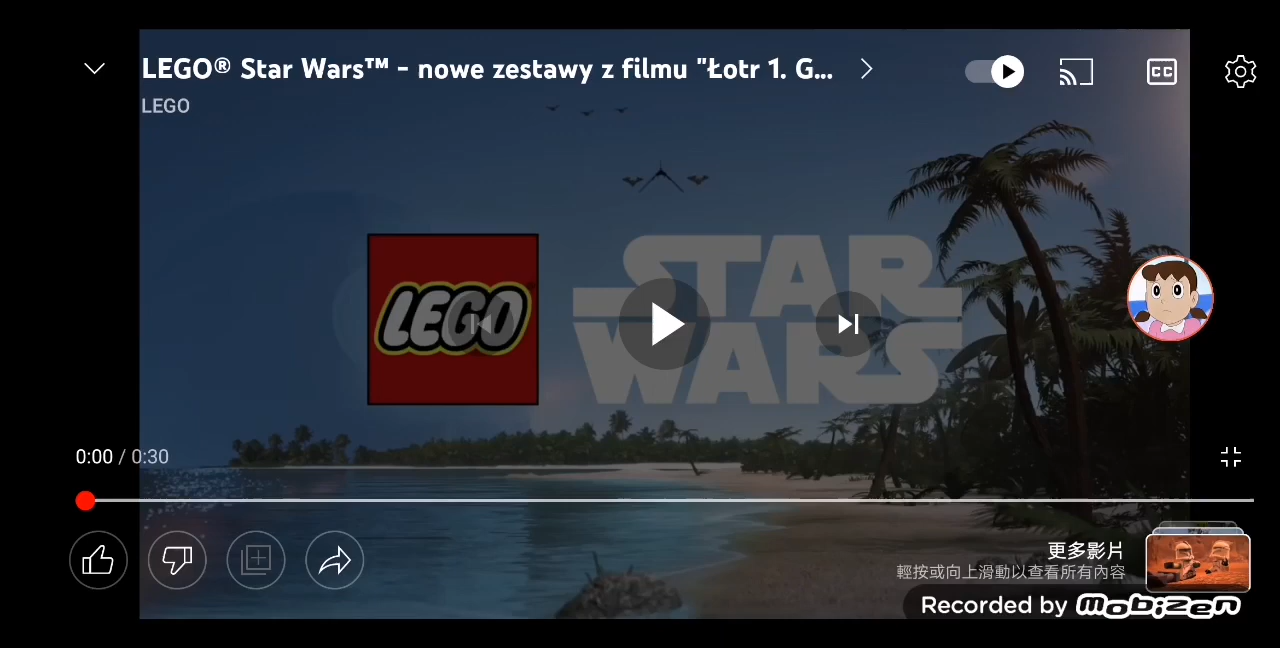 LEGO® Star Wars™ - nowe zestawy z filmu "Łotr 1. G...
LEGO
CC
LEGO
STAR
WARS
0:00 / 0:30
更多影片
輕按或向上滑動以查看所有內容
Recorded by Mobizen